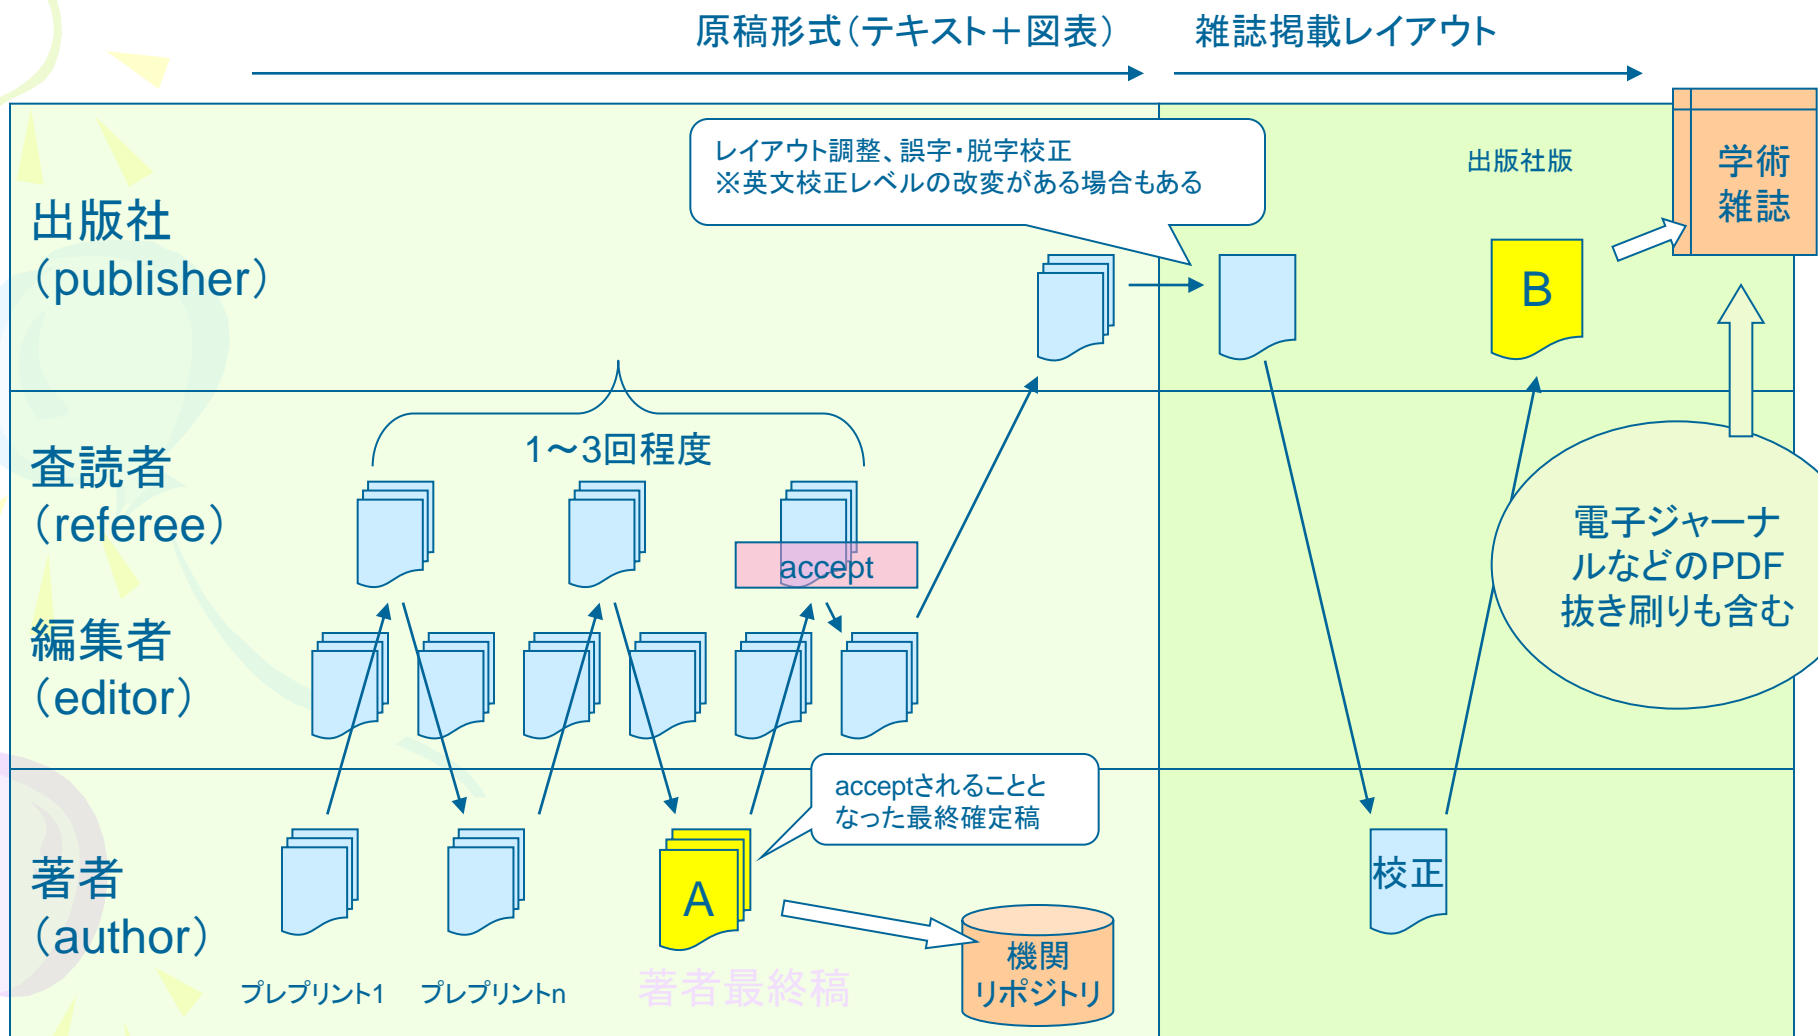 原稿形式（テキスト＋図表）
雑誌掲載レイアウト
レイアウト調整、誤字・脱字校正
※英文校正レベルの改変がある場合もある
出版社版
学術
雑誌
出版社
（publisher）
B
1～3回程度
査読者
（referee）
accept
電子ジャーナ
ルなどのPDF
抜き刷りも含む
編集者
（editor）
acceptされることと
なった最終確定稿
著者
（author）
A
校正
機関
リポジトリ
プレプリント1
プレプリントn
著者最終稿